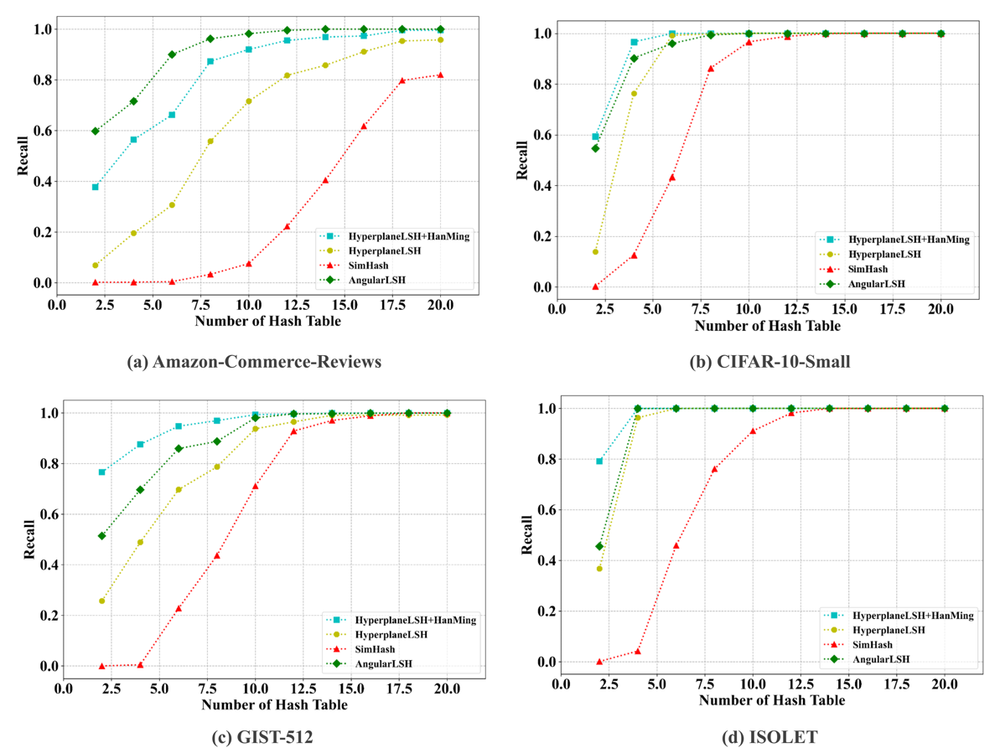 1.0
0.8
0.6
0.4
0.2
0.0
Recall
0.0 2.5 5.0 7.5 10.0 12.5 15.0 17.5 20.0
Number of Hash Table
HyperplaneLSH+HanMing
HyperplaneLSH
SimHash
AngularLSH
(a) Amazon-Commerce-Reviews
1.0
0.8
0.6
0.4
0.2
0.0
Recall
0.0 2.5 5.0 7.5 10.0 12.5 15.0 17.5 20.0
Number of Hash Table
HyperplaneLSH+HanMing
HyperplaneLSH
SimHash
AngularLSH
(b) CIFAR-10-Small
1.0
0.8
0.6
0.4
0.2
0.0
Recall
0.0 2.5 5.0 7.5 10.0 12.5 15.0 17.5 20.0
Number of Hash Table
HyperplaneLSH+HanMing
HyperplaneLSH
SimHash
AngularLSH
(c) GIST-512
1.0
0.8
0.6
0.4
0.2
0.0
Recall
0.0 2.5 5.0 7.5 10.0 12.5 15.0 17.5 20.0
Number of Hash Table
HyperplaneLSH+HanMing
HyperplaneLSH
SimHash
AngularLSH
(d) ISOLET